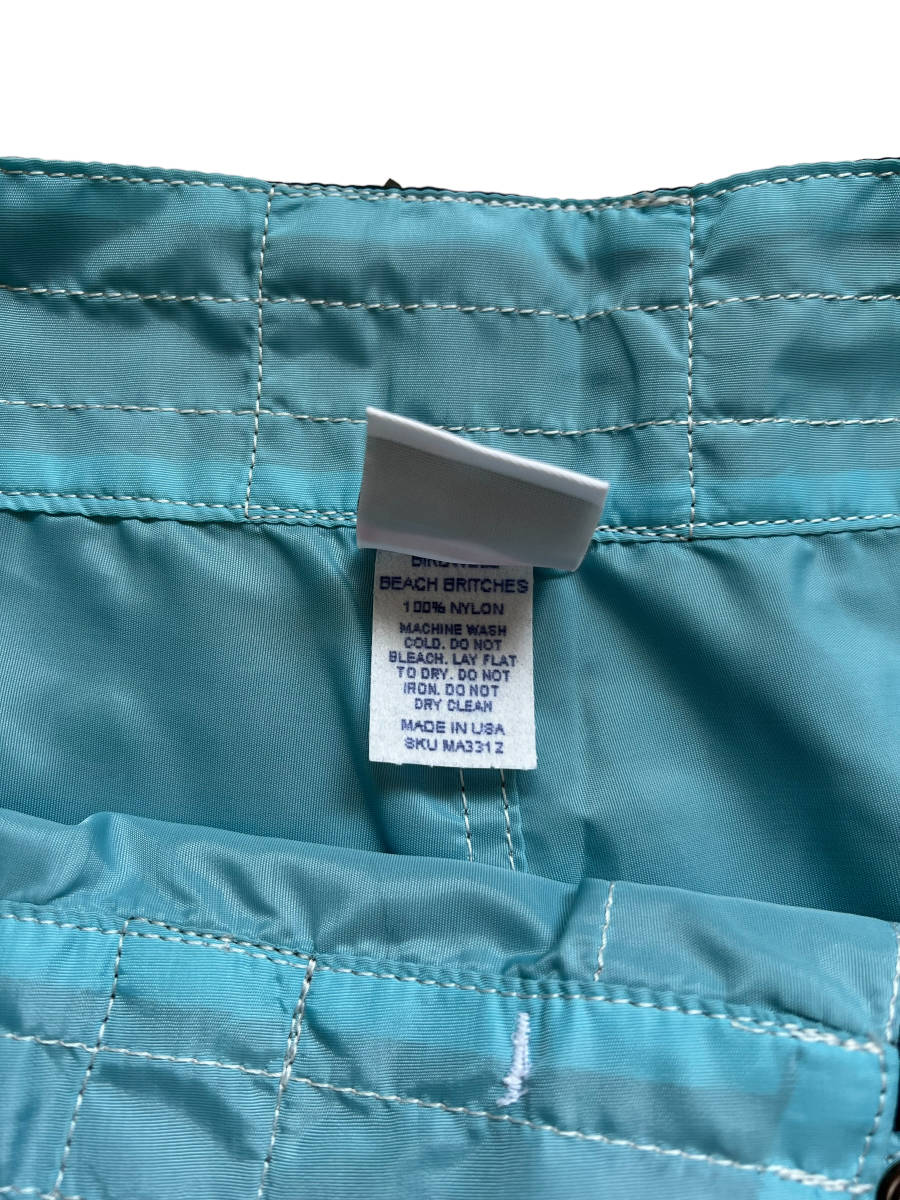 BEACH BRITCHES
100% NYLON
MACHINE WASH
COLD. DO NOT
BLEACH. LAY FLAT
TO DRY. DO NOT
IRON. DO NOT
DRY CLEAN
MADE IN USA
SKU MA331Z